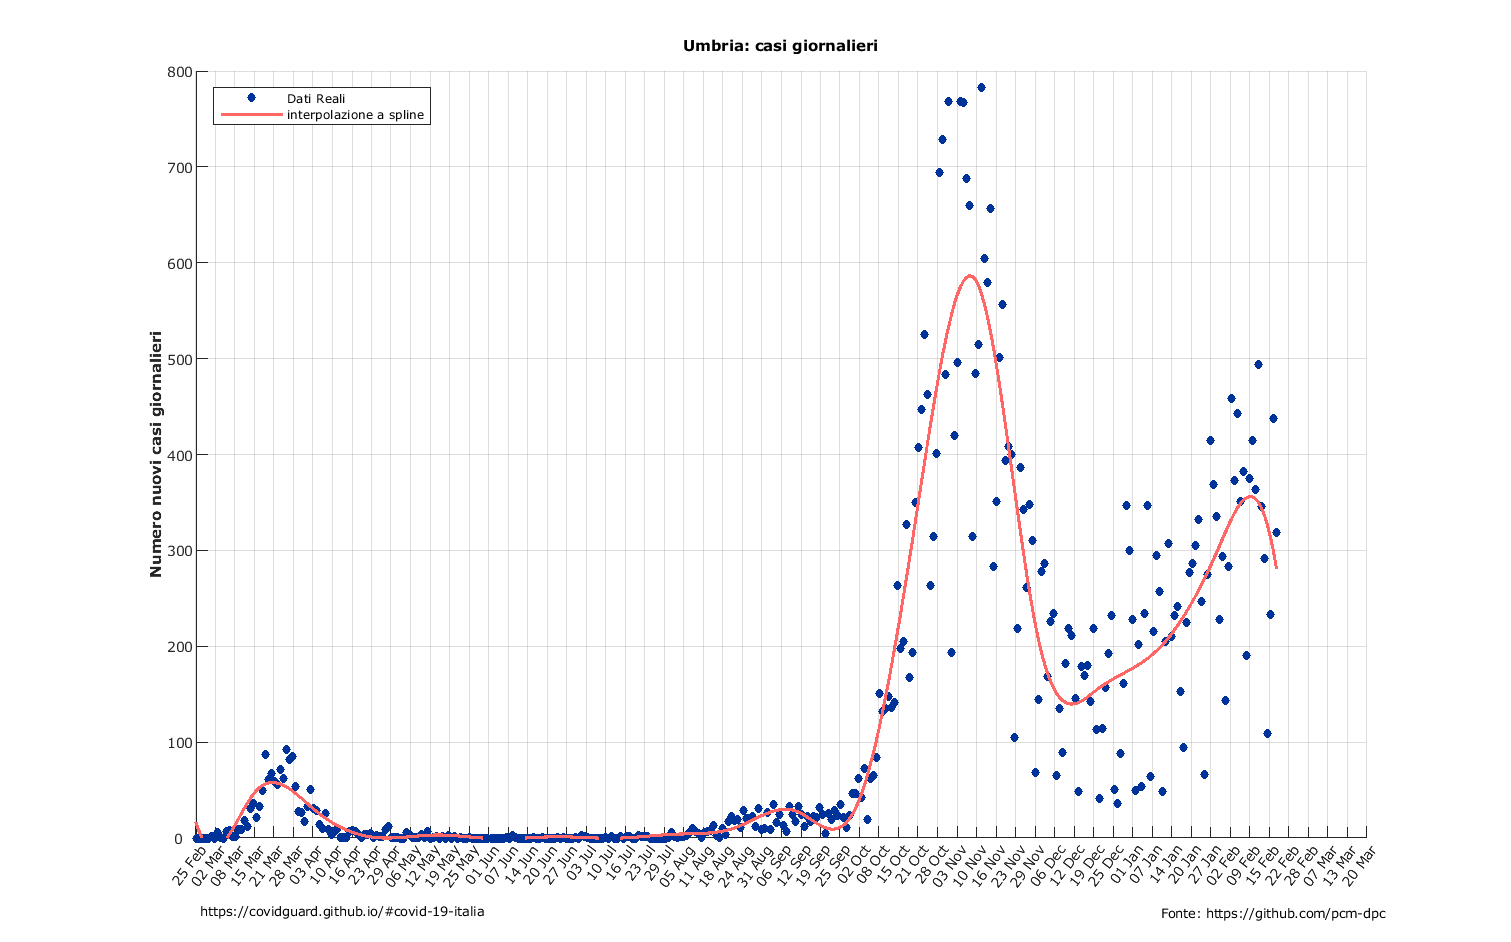 Umbria: casi giornalieri
Dati Reali
interpolazione a spline
Numero nuovi casi giornalieri
800
700
600
500
400
300
200
100
0
25 Feb
02 Mar
08 Mar
15 Mar
21 Mar
28 Mar
03 Apr
10 Apr
16 Apr
23 Apr
29 Apr
06 May
12 May
19 May
25 May
01 Jun
07 Jun
14 Jun
20 Jun
27 Jun
03 Jul
10 Jul
16 Jul
23 Jul
29 Jul
05 Aug
11 Aug
18 Aug
24 Aug
31 Aug
06 Sep
12 Sep
19 Sep
25 Sep
02 Oct
08 Oct
15 Oct
21 Oct
28 Oct
03 Nov
10 Nov
16 Nov
23 Nov
29 Nov
06 Dec
12 Dec
19 Dec
25 Dec
01 Jan
07 Jan
14 Jan
20 Jan
27 Jan
02 Feb
09 Feb
15 Feb
22 Feb
28 Feb
07 Mar
13 Mar
20 Mar
https://covidguard.github.io/#covid-19-italia
Fonte: https://github.com/pcm-dpc